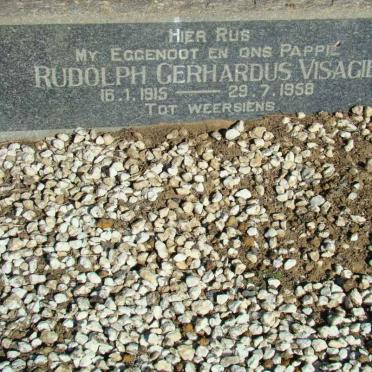 HIER RUS
MY EGGENOOT EN ONS PAPPIE
RUDOLPH GERHARDUS VISAGIE
16.1.1915 — 29.7.1958
TOT WEERSIENS